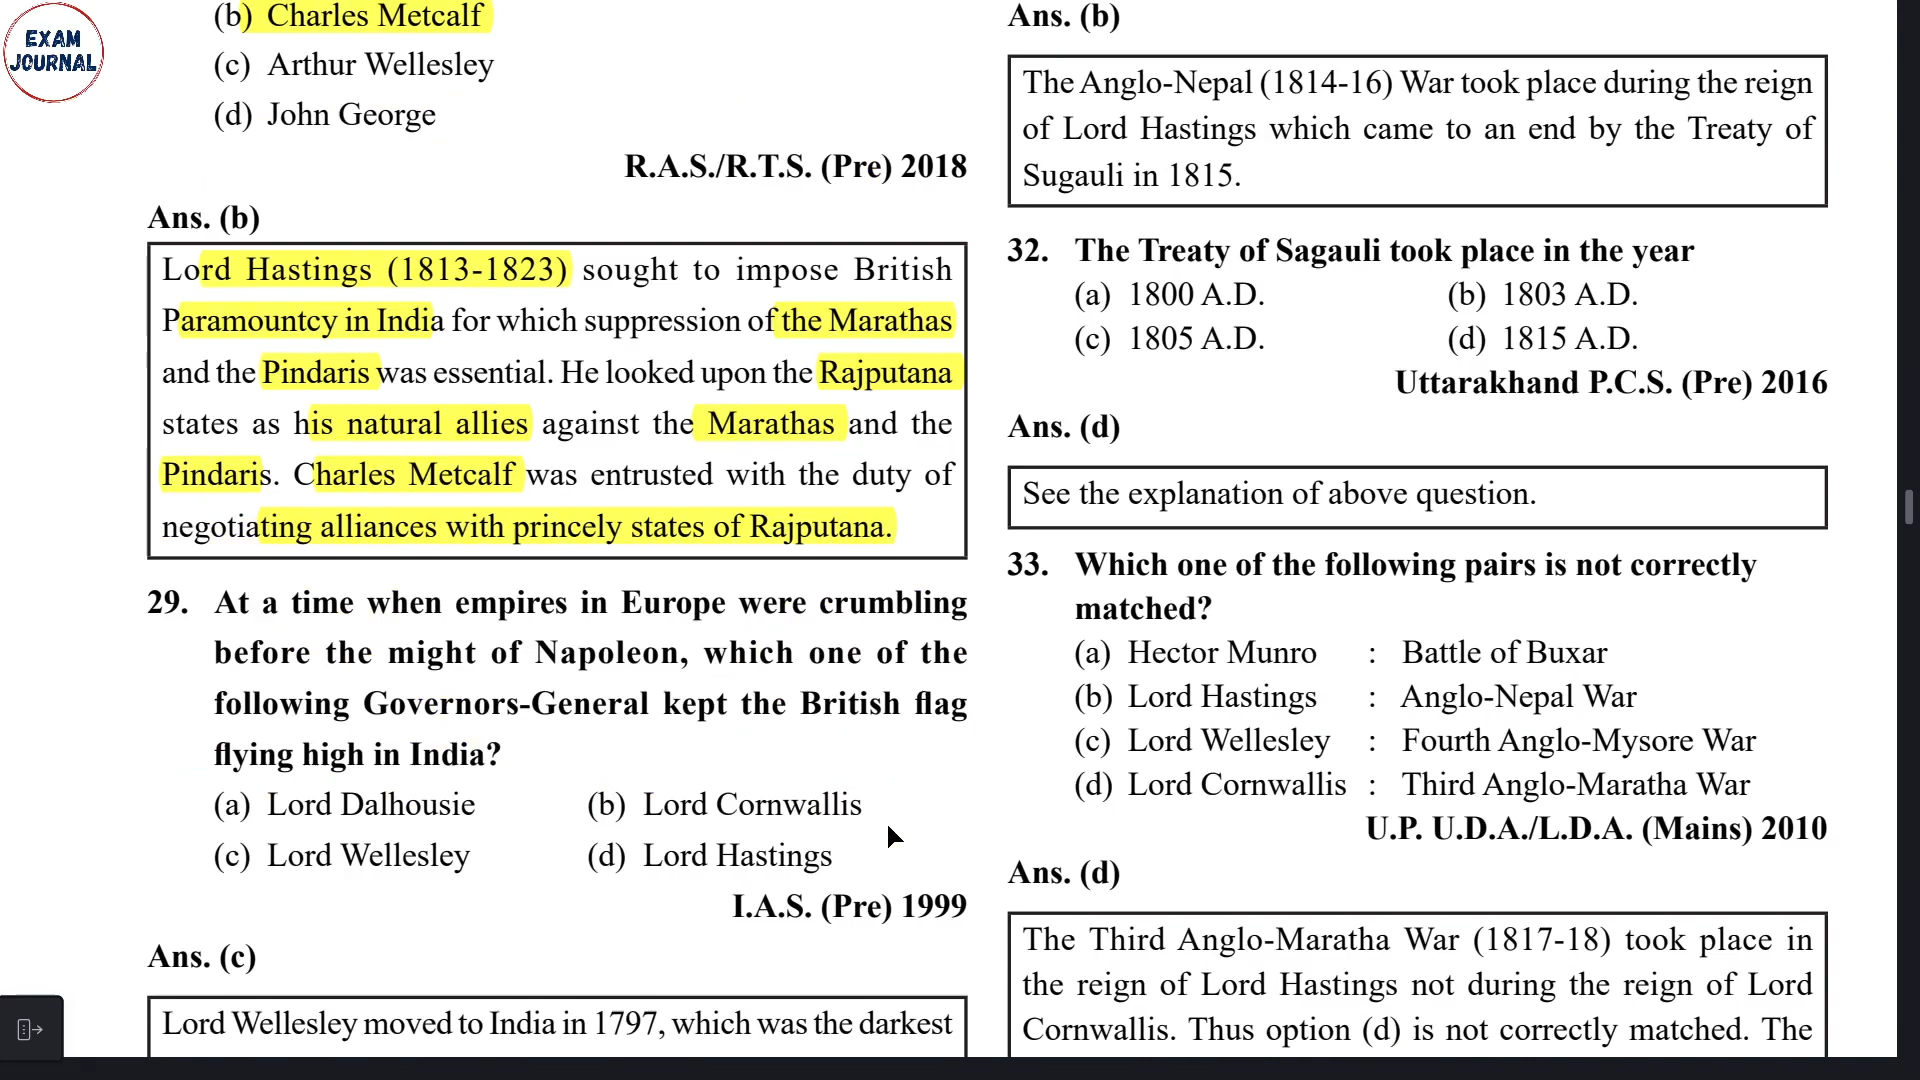 EXAM
JOURNAL
(b) Charles Metcalf
(c) Arthur Wellesley
(d) John George
R.A.S./R.T.S. (Pre) 2018
Ans. (b)
Lord Hastings (1813-1823) sought to impose British
Paramountcy in India for which suppression of the Marathas
and the Pindaris was essential. He looked upon the Rajputana
states as his natural allies against the Marathas and the
Pindaris. Charles Metcalf was entrusted with the duty of
negotiating alliances with princely states of Rajputana.
29. At a time when empires in Europe were crumbling
before the might of Napoleon, which one of the
following Governors-General kept the British flag
flying high in India?
(a) Lord Dalhousie (b) Lord Cornwallis
(c) Lord Wellesley (d) Lord Hastings
I.A.S. (Pre) 1999
Ans. (c)
Lord Wellesley moved to India in 1797, which was the darkest
Ans. (b)
The Anglo-Nepal (1814-16) War took place during the reign
of Lord Hastings which came to an end by the Treaty of
Sugauli in 1815.
32. The Treaty of Sagauli took place in the year
(a) 1800 A.D. (b) 1803 A.D.
(c) 1805 A.D. (d) 1815 A.D.
Uttarakhand P.C.S. (Pre) 2016
Ans. (d)
See the explanation of above question.
33. Which one of the following pairs is not correctly
matched?
(a) Hector Munro : Battle of Buxar
(b) Lord Hastings : Anglo-Nepal War
(c) Lord Wellesley : Fourth Anglo-Mysore War
(d) Lord Cornwallis : Third Anglo-Maratha War
U.P. U.D.A./L.D.A. (Mains) 2010
Ans. (d)
The Third Anglo-Maratha War (1817-18) took place in
the reign of Lord Hastings not during the reign of Lord
Cornwallis. Thus option (d) is not correctly matched. The